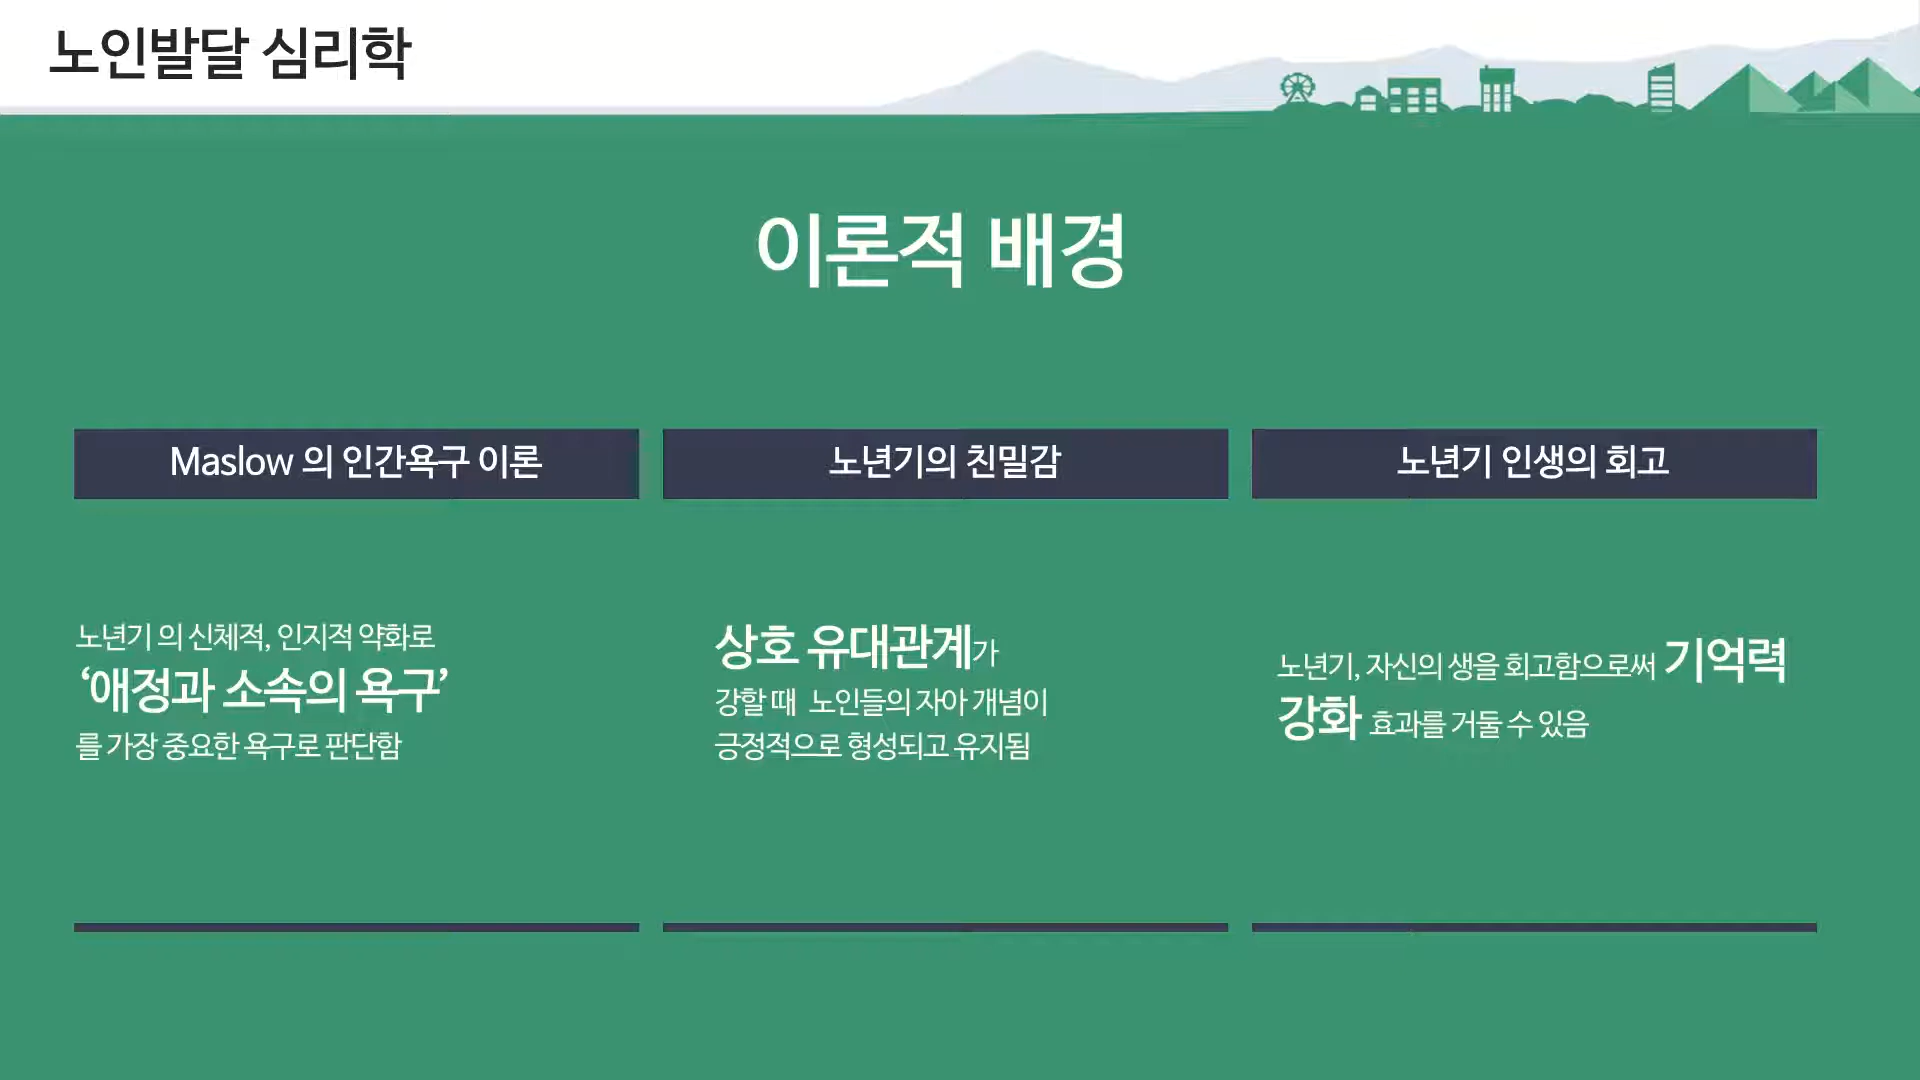 노인발달 심리학
이론적 배경
Maslow 의 인간욕구 이론
노년기 의 신체적, 인지적 약화로
‘애정과 소속의 욕구’
를 가장 중요한 욕구로 판단함
노년기의 친밀감
상호 유대관계가
강할 때 노인들의 자아 개념이
긍정적으로 형성되고 유지됨
노년기 인생의 회고
노년기, 자신의 생을 회고함으로써 기억력
강화 효과를 거둘 수 있음